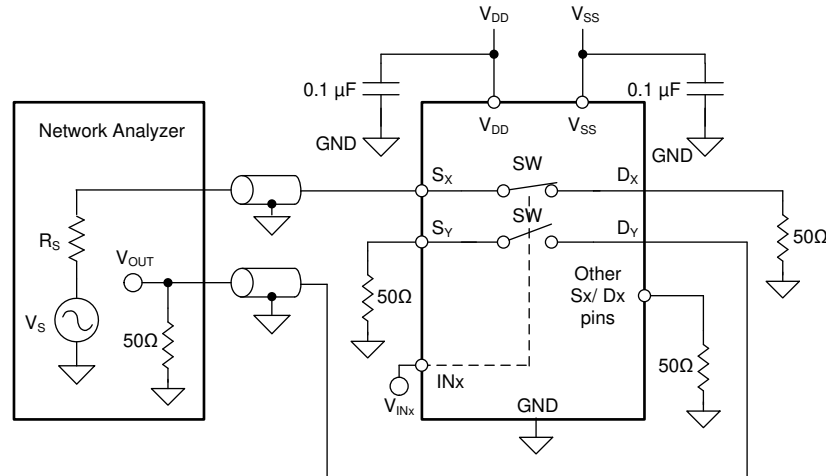 V_DD
V_SS
0.1 µF
0.1 µF
50Ω
GND
V_DD
V_SS
GND
Network Analyzer
S_X
SW
D_X
R_S
V_OUT
S_Y
SW
D_Y
50Ω
V_S
50Ω
50Ω
Other
Sx/ Dx
pins
50Ω
V_INx
INx
GND